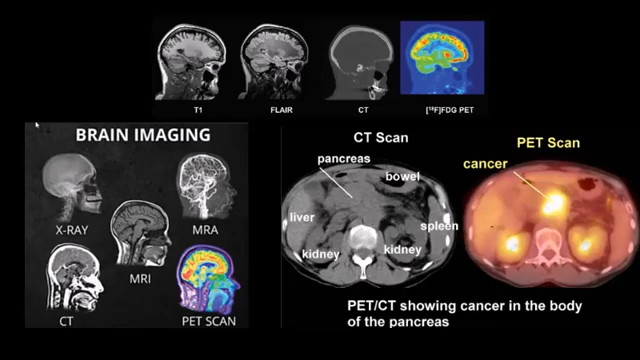 T1
FLAIR
CT
[¹⁸F]FDG PET
BRAIN IMAGING
X-RAY
MRA
MRI
CT
PET SCAN
CT Scan
pancreas
bowel
liver
spleen
kidney
kidney
PET Scan
cancer
PET/CT showing cancer in the body
of the pancreas